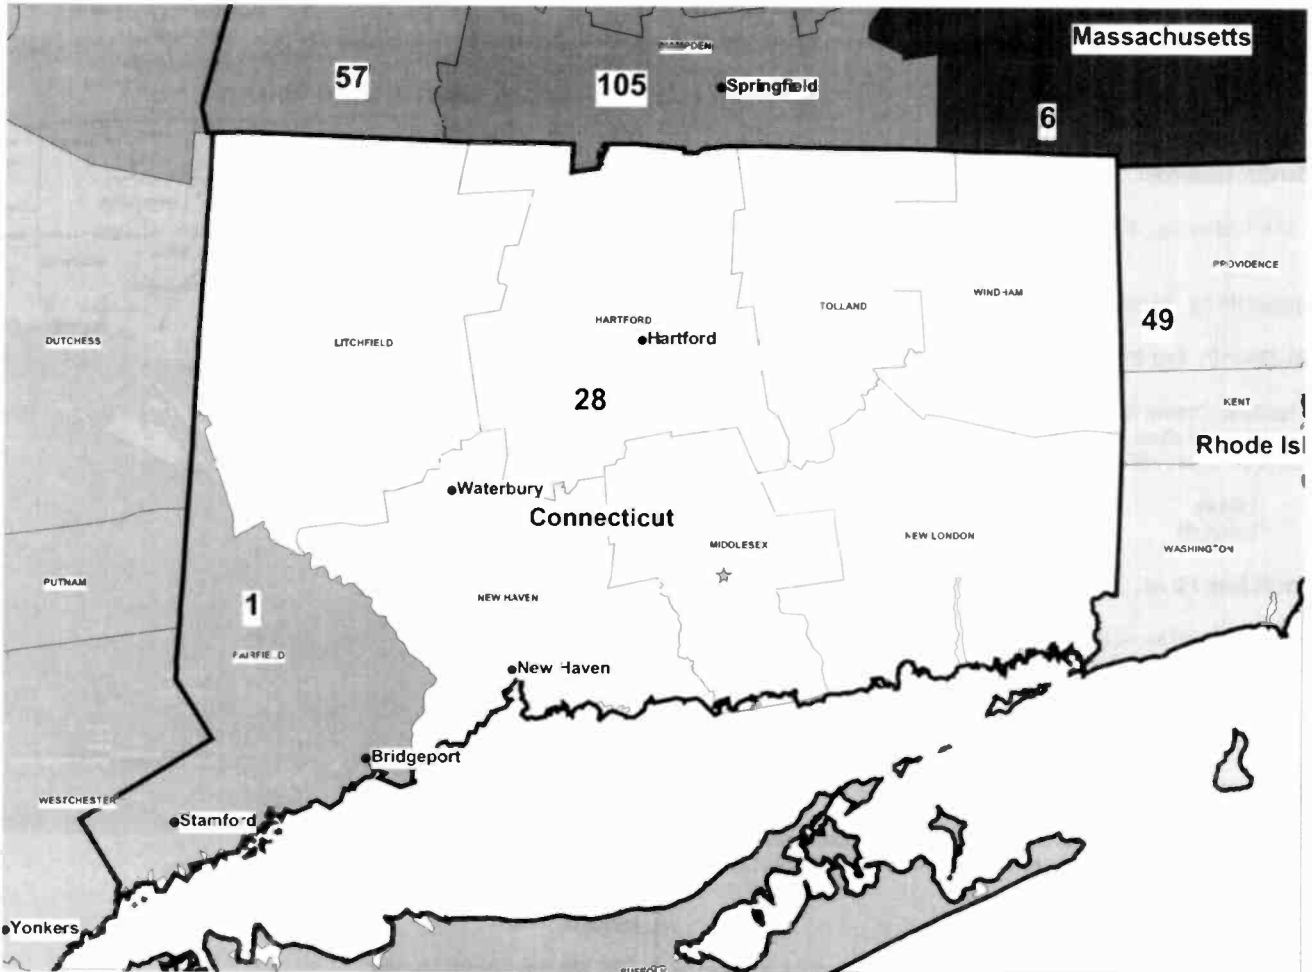 Massachusetts
HAMPDEN
57
105
Springfield
6
PROVIDENCE
WINDHAM
TOLLAND
HARTFORD
49
DUTCHESS
LITCHFIELD
Hartford
28
KENT
Rhode Isl
Waterbury
Connecticut
NEW LONDON
MIDDLESEX
WASHINGTON
PUTNAM
NEW HAVEN
1
FAIRFIELD
New Haven
Bridgeport
WESTCHESTER
Stamford
Yonkers
SUFFOLK